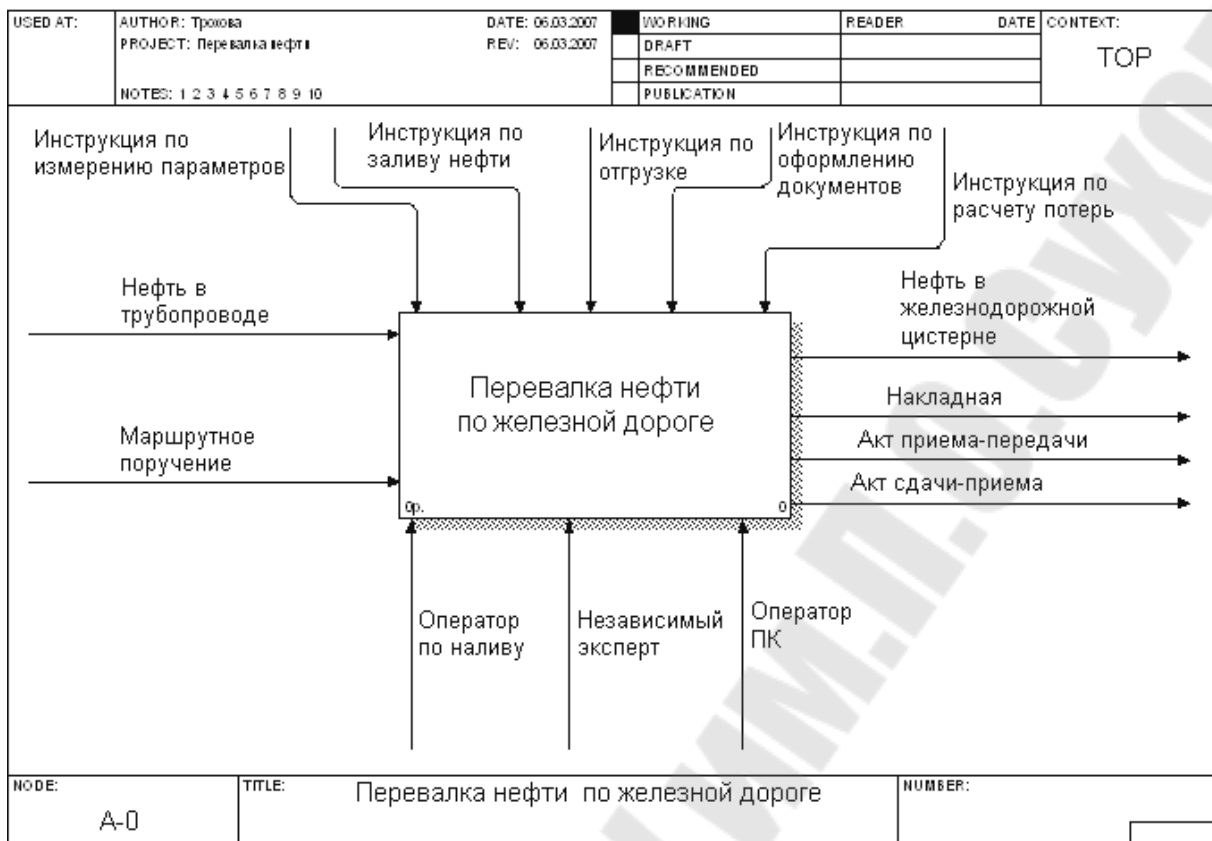 USED AT:
AUTHOR: Трохова
DATE: 06.03.2007
WORKING
READER
DATE
CONTEXT:
PROJECT: Перевалка нефти
REV: 06.03.2007
DRAFT
TOP
RECOMMENDED
NOTES: 1 2 3 4 5 6 7 8 9 10
PUBLICATION
Инструкция по
измерению параметров
Инструкция по
заливу нефти
Инструкция по
отгрузке
Инструкция по
оформлению
документов
Инструкция по
расчету потерь
Нефть в
трубопроводе
Маршрутное
поручение
Перевалка нефти
по железной дороге
0р.
0
Нефть в
железнодорожной
цистерне
Накладная
Акт приема-передачи
Акт сдачи-приема
Оператор
по наливу
Независимый
эксперт
Оператор
ПК
NODE:
A-0
TITLE:
Перевалка нефти по железной дороге
NUMBER:
им.П.О.Сухо